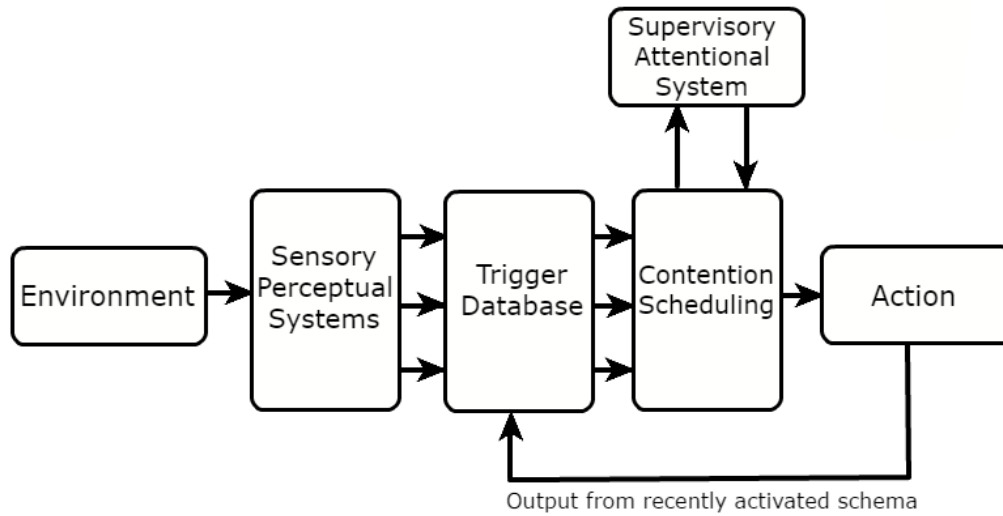 Supervisory
Attentional
System
Environment
Sensory
Perceptual
Systems
Trigger
Database
Contention
Scheduling
Action
Output from recently activated schema